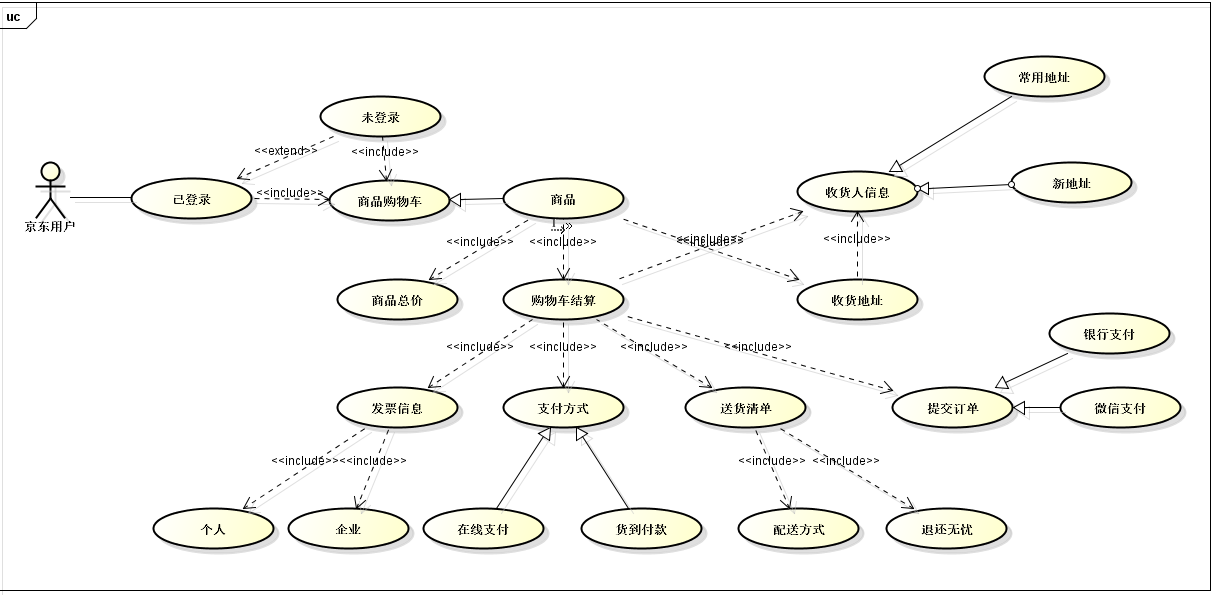 uc
常用地址
未登录
<<extend>>
<<include>>
京东用户
已登录
<<include>>
商品购物车
商品
收货人信息
新地址
<<include>>
<<include>>
<<include>>
<<include>>
<<include>>
商品总价
购物车结算
收货地址
<<include>>
<<include>>
<<include>>
<<include>>
银行支付
发票信息
支付方式
送货清单
提交订单
微信支付
<<include>>
<<include>>
<<include>>
<<include>>
个人
企业
在线支付
货到付款
配送方式
退还无忧